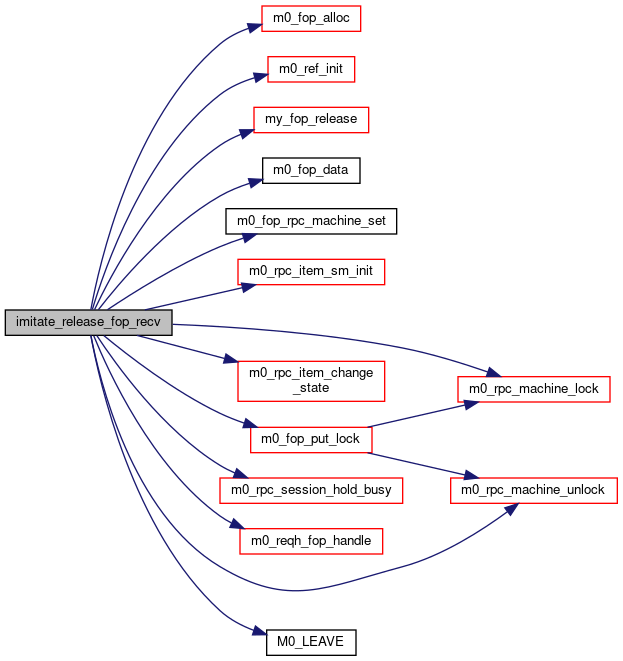 m0_fop_alloc
m0_ref_init
my_fop_release
m0_fop_data
m0_fop_rpc_machine_set
m0_rpc_item_sm_init
imitate_release_fop_recv
m0_rpc_item_change
_state
m0_rpc_machine_lock
m0_fop_put_lock
m0_rpc_session_hold_busy
m0_rpc_machine_unlock
m0_reqh_fop_handle
M0_LEAVE